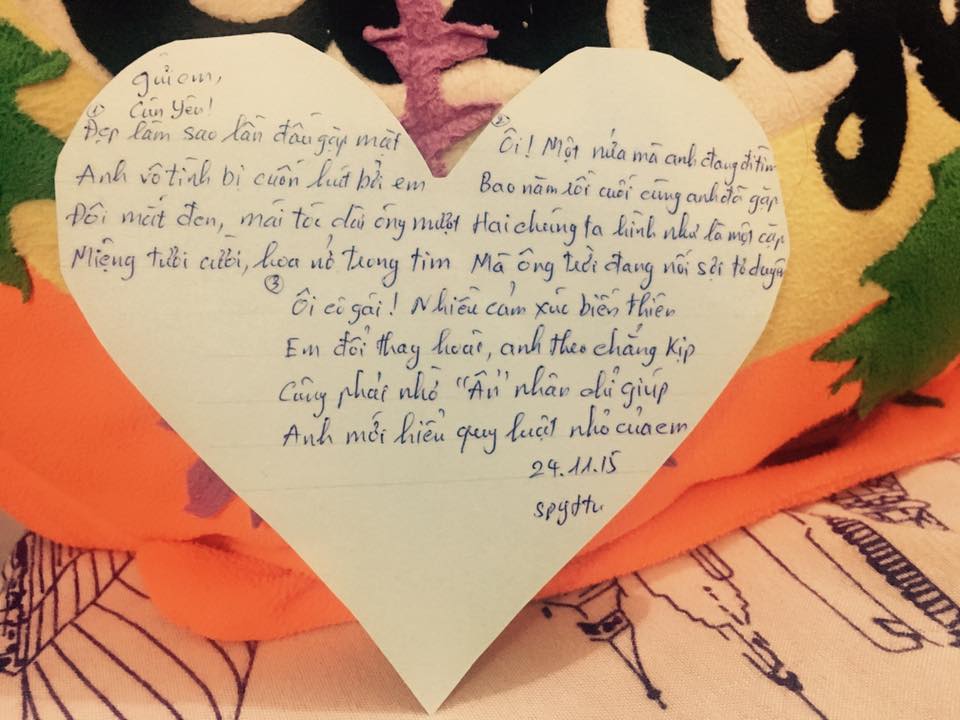 gửi em,
Cún Yêu!
①
Đẹp làm sao lần đầu gặp mặt
Anh vô tình bị cuốn hút bởi em
Đôi mắt đen, mái tóc dài óng mượt
Miệng tươi cười, hoa nở trong tim
②
Ôi! Một nửa mà anh đang đi tìm
Bao năm rồi cuối cùng anh đã gặp
Hai chúng ta hình như là một cặp
Mà ông trời đang nối sợi tơ duyên
③
Ôi cô gái! Nhiều cảm xúc biến thiên
Em đổi thay hoài, anh theo chẳng kịp
Cũng phải nhờ "Ân" nhân chỉ giúp
Anh mới hiểu quy luật nhỏ của em
24.11.15